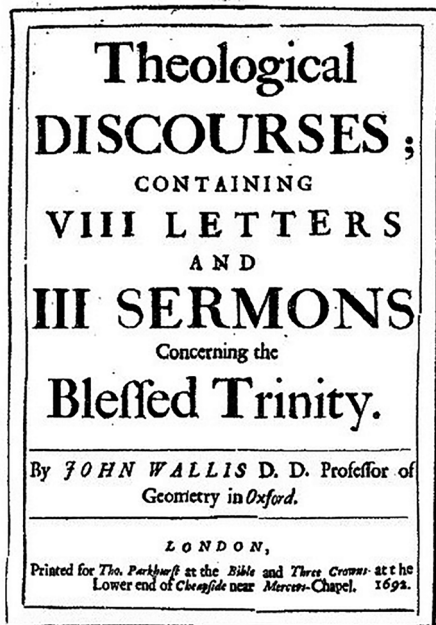 Theological
DISCOURSES;
CONTAINING
VIII LETTERS
AND
III SERMONS
Concerning the
Bleſſed Trinity.
By JOHN WALLIS D. D. Profeſſor of
Geometry in Oxford.
LONDON,
Printed for Tho. Parkhurſt at the Bible and Three Crowns at the
Lower end of Cheapſide near Mercers-Chapel. 1692.